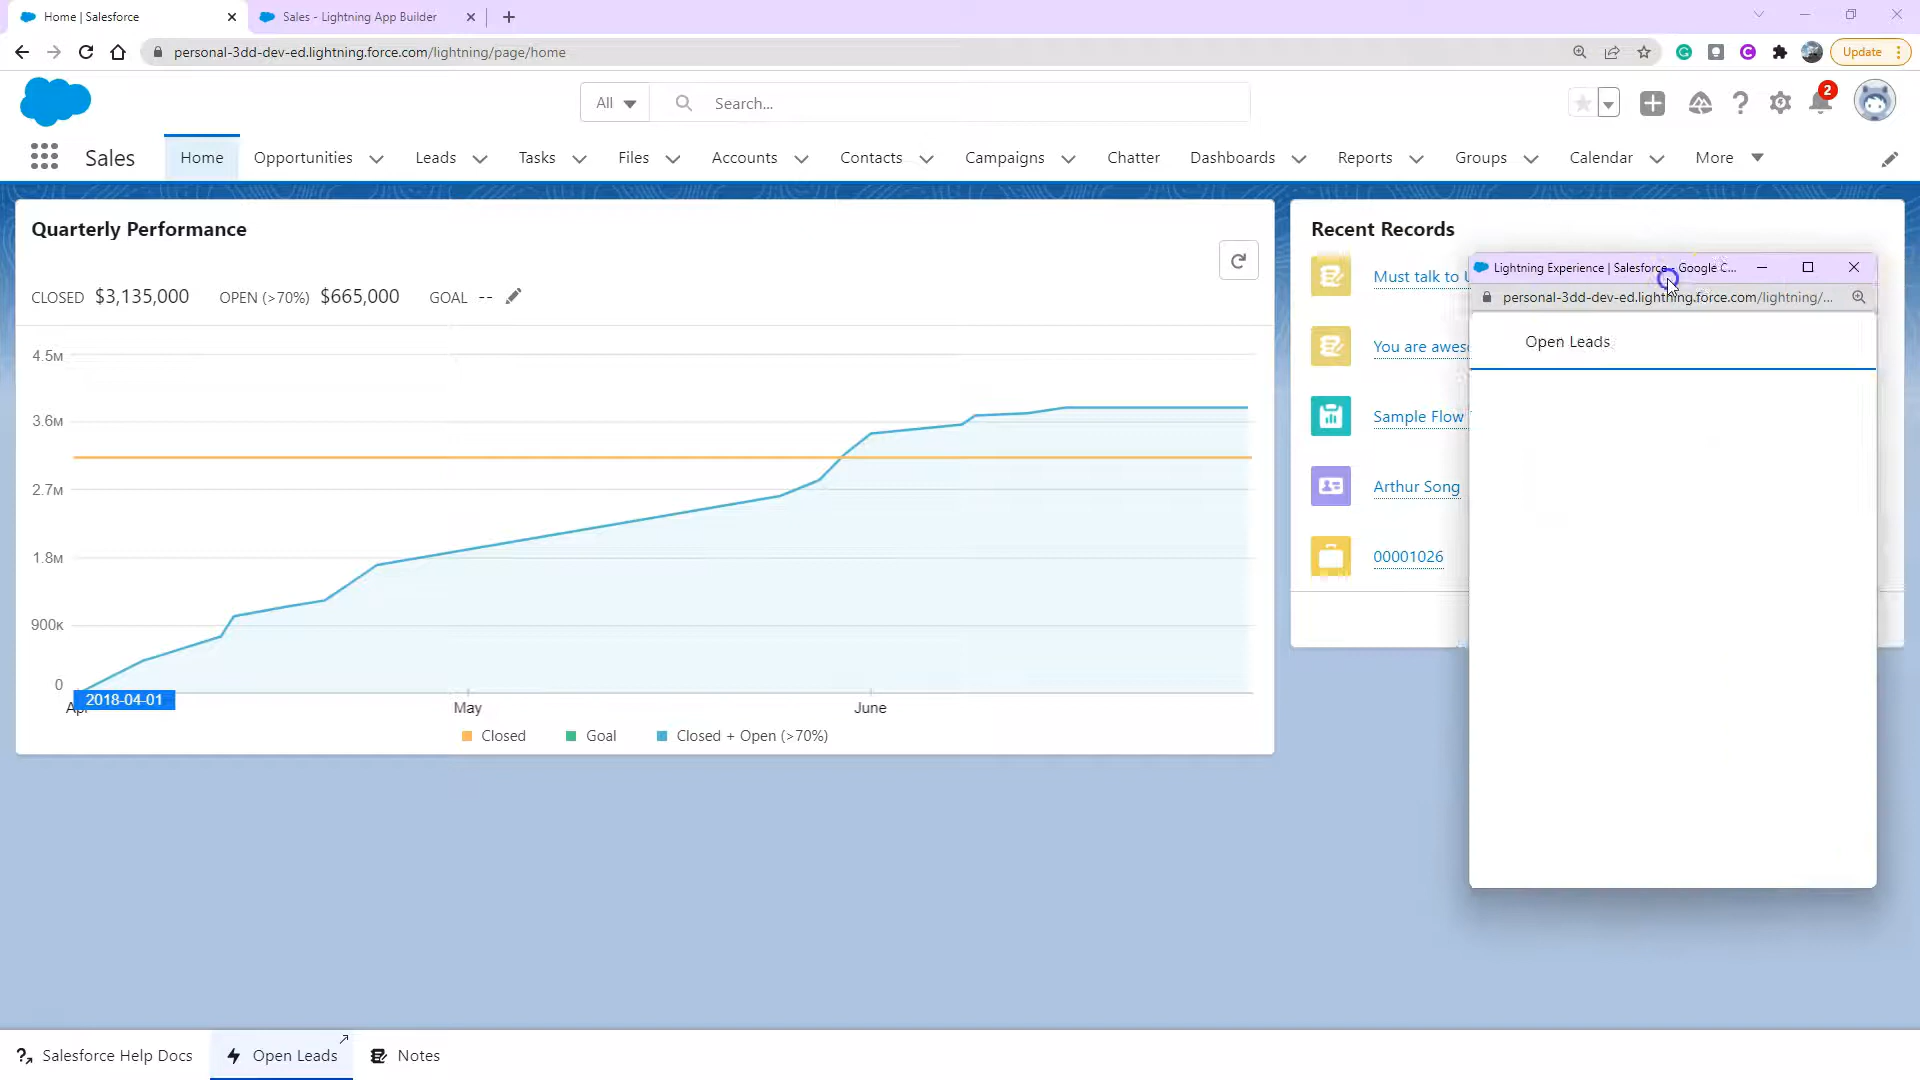 Home | Salesforce
Sales - Lightning App Builder
personal-3dd-dev-ed.lightning.force.com/lightning/page/home
Update
All
Search...
2
Sales
Home
Opportunities
Leads
Tasks
Files
Accounts
Contacts
Campaigns
Chatter
Dashboards
Reports
Groups
Calendar
More
Quarterly Performance
CLOSED $3,135,000 OPEN (>70%) $665,000 GOAL --
4.5M
3.6M
2.7M
1.8M
900K
0
2018-04-01
May
June
Closed
Goal
Closed + Open (>70%)
Recent Records
Must talk to
You are
Sample Flow
Arthur Song
00001026
Lightning Experience | Salesforce - Google C...
personal-3dd-dev-ed.lightning.force.com/lightning/...
Open Leads
Salesforce Help Docs
Open Leads
Notes